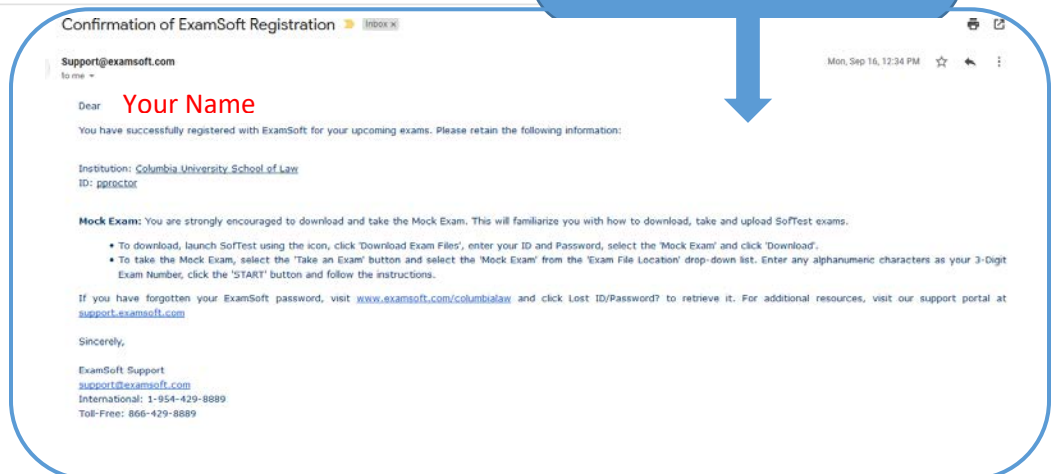 Confirmation of ExamSoft Registration Inbox x
Support@examsoft.com Mon, Sep 16, 12:34 PM
to me
Dear Your Name
You have successfully registered with ExamSoft for your upcoming exams. Please retain the following information:
Institution: Columbia University School of Law
ID: pproctor
Mock Exam: You are strongly encouraged to download and take the Mock Exam. This will familiarize you with how to download, take and upload SofTest exams.
• To download, launch SofTest using the icon, click 'Download Exam Files', enter your ID and Password, select the 'Mock Exam' and click 'Download'.
• To take the Mock Exam, select the 'Take an Exam' button and select the 'Mock Exam' from the 'Exam File Location' drop-down list. Enter any alphanumeric characters as your 3-Digit
Exam Number, click the 'START' button and follow the instructions.
If you have forgotten your ExamSoft password, visit www.examsoft.com/columbialaw and click Lost ID/Password? to retrieve it. For additional resources, visit our support portal at
support.examsoft.com
Sincerely,
ExamSoft Support
support@examsoft.com
International: 1-954-429-8889
Toll-Free: 866-429-8889